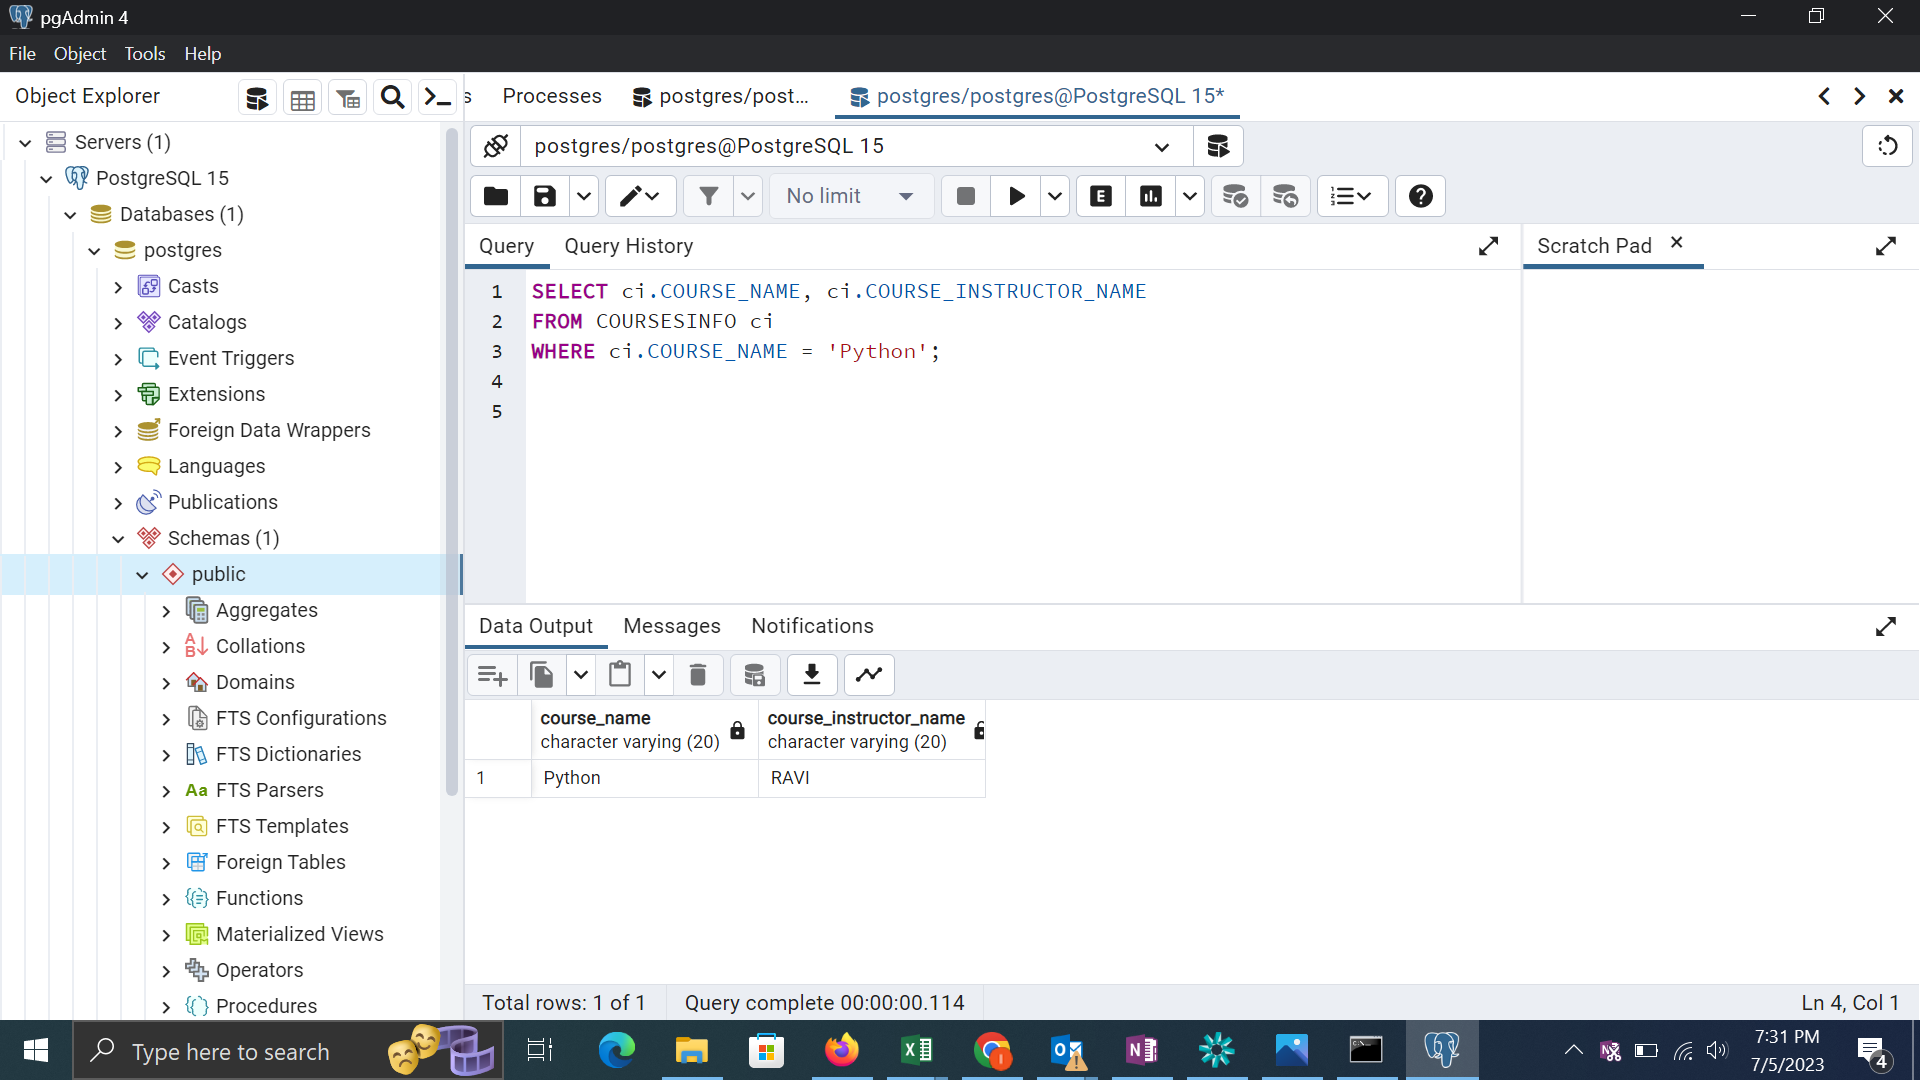 pgAdmin 4
File Object Tools Help
Object Explorer
s Processes postgres/post... postgres/postgres@PostgreSQL 15*
Servers (1)
PostgreSQL 15
Databases (1)
postgres
Casts
Catalogs
Event Triggers
Extensions
Foreign Data Wrappers
Languages
Publications
Schemas (1)
public
Aggregates
Collations
Domains
FTS Configurations
FTS Dictionaries
Aa FTS Parsers
FTS Templates
Foreign Tables
Functions
Materialized Views
Operators
Procedures
postgres/postgres@PostgreSQL 15
No limit
E
Query Query History
Scratch Pad
1 SELECT ci.COURSE_NAME, ci.COURSE_INSTRUCTOR_NAME
2 FROM COURSESINFO ci
3 WHERE ci.COURSE_NAME = 'Python';
4
5
Data Output Messages Notifications
course_name course_instructor_name
character varying (20) character varying (20)
1 Python RAVI
Total rows: 1 of 1 Query complete 00:00:00.114 Ln 4, Col 1
Type here to search
7:31 PM
7/5/2023
4